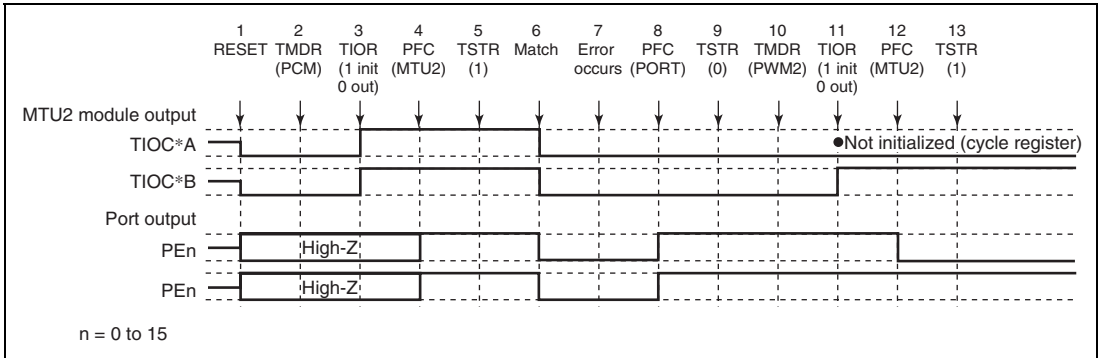 1 2 3 4 5 6 7 8 9 10 11 12 13
RESET TMDR TIOR PFC TSTR Match Error PFC TSTR TMDR TIOR PFC TSTR
(PCM) (1 init (MTU2) (1) occurs (PORT) (0) (PWM2) (1 init (MTU2) (1)
0 out) 0 out)
MTU2 module output
TIOC*A
●Not initialized (cycle register)
TIOC*B
Port output
PEn
High-Z
PEn
High-Z
n = 0 to 15